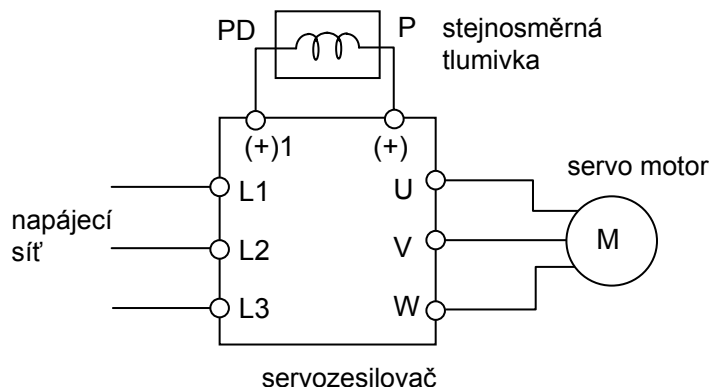 PD
P
stejnosměrná
tlumivka
(+)1
(+)
servo motor
L1
U
napájecí
síť
L2
V
M
L3
W
servozesilovač